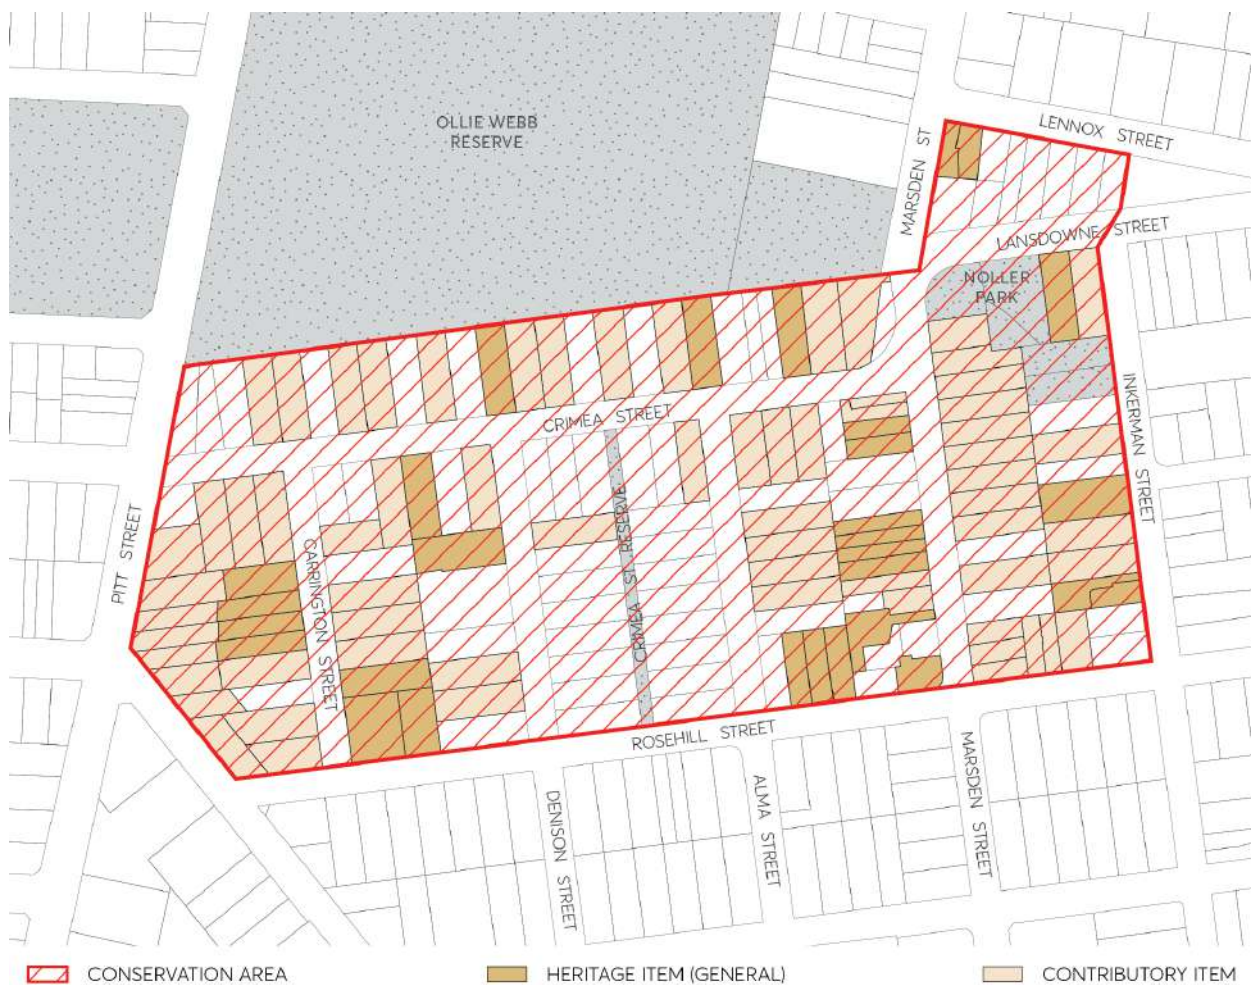 OLLIE WEBB
RESERVE
LENNOX STREET
MARSDEN ST
LANSDOWNE STREET
NOLLER
PARK
CRIMEA STREET
INKERMAN STREET
PITT STREET
CARRINGTON STREET
CRIMEA ST. RESERVE
ROSEHILL STREET
DENISON STREET
ALMA STREET
MARSDEN STREET
CONSERVATION AREA
HERITAGE ITEM (GENERAL)
CONTRIBUTORY ITEM